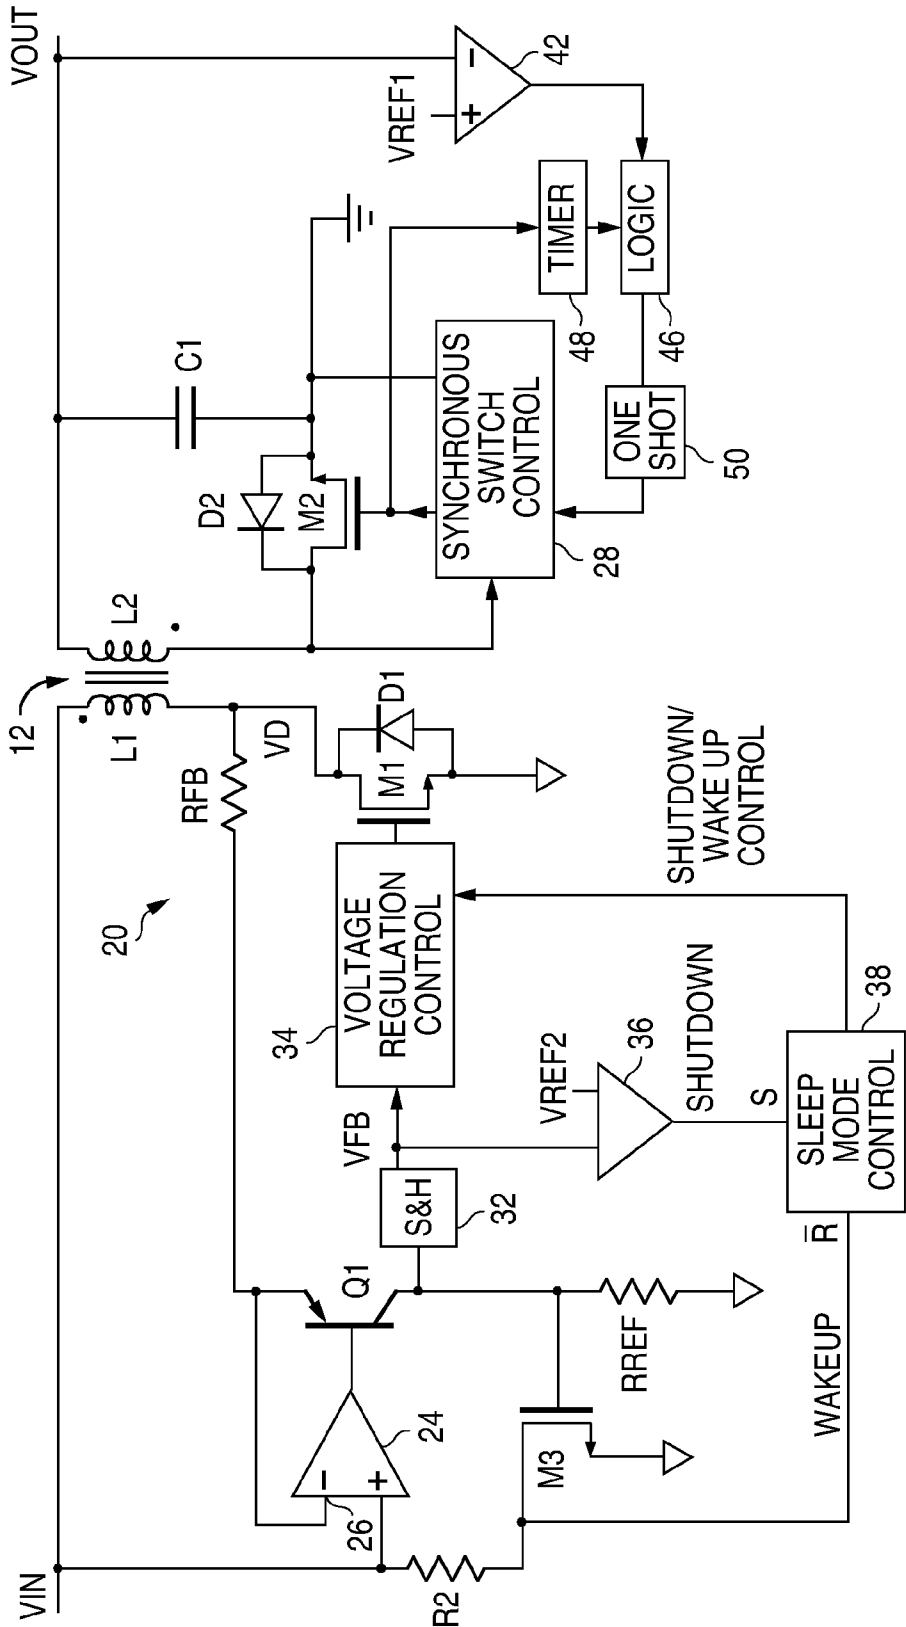 VIN
VOUT
12
L1
L2
20
RFB
VD
D2
M2
C1
VREF1
+
−
42
26
−
+
24
Q1
VFB
S&H
32
34
VOLTAGE
REGULATION
CONTROL
M1
D1
SYNCHRONOUS
SWITCH
CONTROL
28
TIMER
48
LOGIC
46
ONE
SHOT
50
R2
M3
RREF
VREF2
36
SHUTDOWN
SHUTDOWN/
WAKE UP
CONTROL
WAKEUP
R̅
S
SLEEP
MODE
CONTROL
38